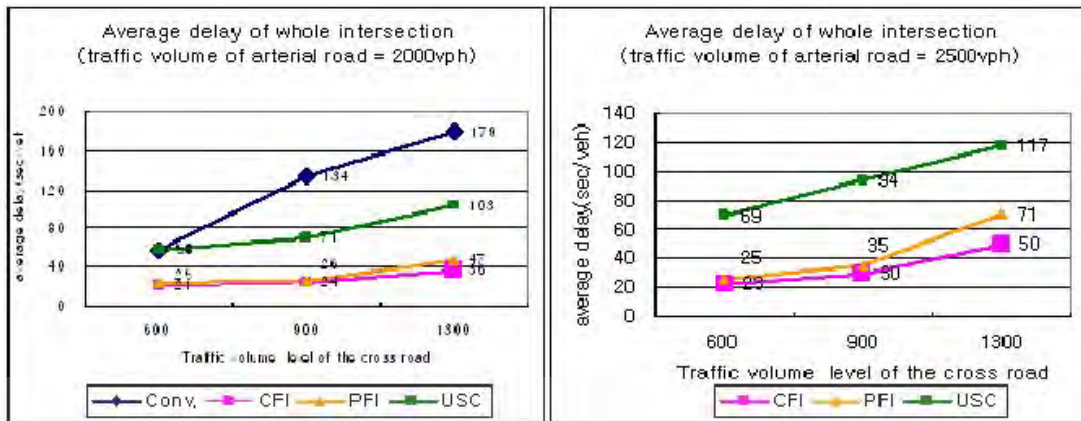 Average delay of whole intersection
(traffic volume of arterial road = 2000vph)
average delay(sec/veh)
200
160
120
80
40
0
179
134
103
71
47
36
26
24
21
600
900
1300
Traffic volume level of the cross road
Conv.
CFI
PFI
USC
Average delay of whole intersection
(traffic volume of arterial road = 2500vph)
average delay(sec/veh)
140
120
100
80
60
40
20
0
117
94
69
71
50
35
30
25
23
600
900
1300
Traffic volume level of the cross road
CFI
PFI
USC